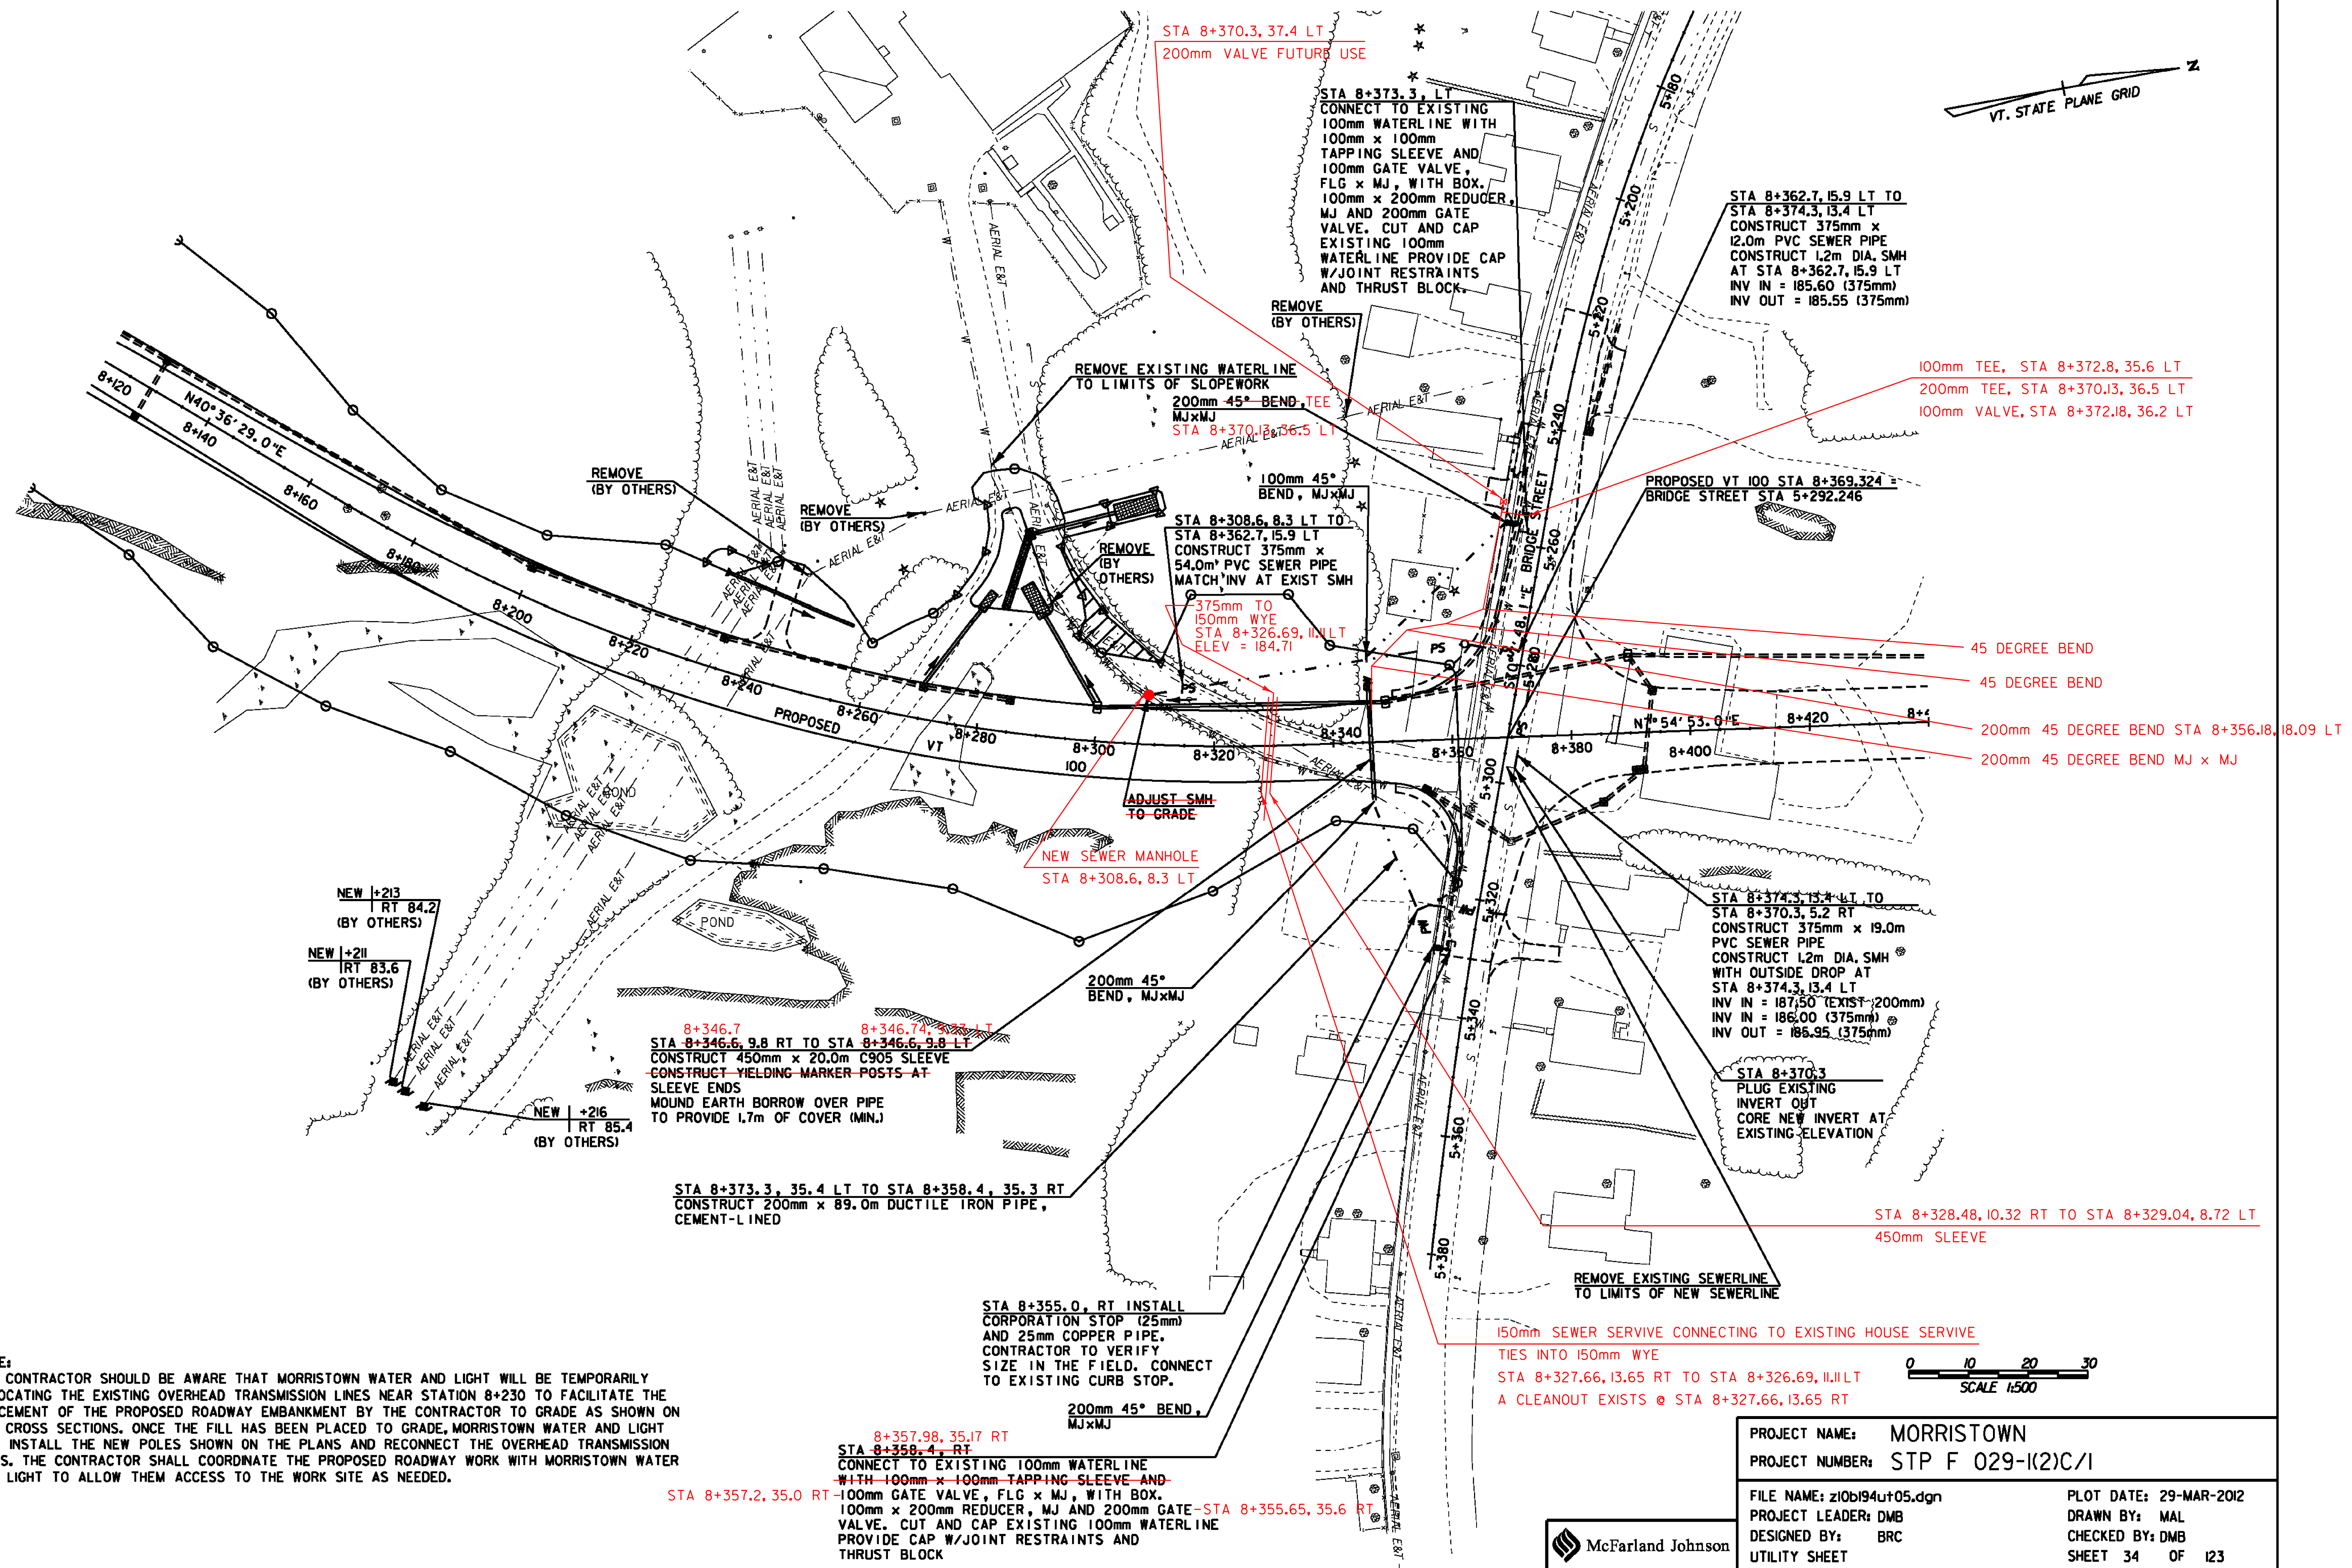 STA 8+370.3, 37.4 LT
200mm VALVE FUTURE USE
STA 8+373.3, LT
CONNECT TO EXISTING
100mm WATERLINE WITH
100mm x 100mm
TAPPING SLEEVE AND
100mm GATE VALVE,
FLG x MJ, WITH BOX.
100mm x 200mm REDUCER,
MJ AND 200mm GATE
VALVE. CUT AND CAP
EXISTING 100mm
WATERLINE PROVIDE CAP
W/JOINT RESTRAINTS
AND THRUST BLOCK.
Z
VT. STATE PLANE GRID
STA 8+362.7, 15.9 LT TO
STA 8+374.3, 13.4 LT
CONSTRUCT 375mm x
12.0m PVC SEWER PIPE
CONSTRUCT 1.2m DIA. SMH
AT STA 8+362.7, 15.9 LT
INV IN = 185.60 (375mm)
INV OUT = 185.55 (375mm)
REMOVE
(BY OTHERS)
REMOVE EXISTING WATERLINE
TO LIMITS OF SLOPEWORK
200mm 45° BEND, TEE
MJxMJ
STA 8+370.13, 36.5 LT
100mm TEE, STA 8+372.8, 35.6 LT
200mm TEE, STA 8+370.13, 36.5 LT
100mm VALVE, STA 8+372.18, 36.2 LT
100mm 45°
BEND, MJxMJ
PROPOSED VT 100 STA 8+369.324 =
BRIDGE STREET STA 5+292.246
REMOVE
(BY OTHERS)
REMOVE
(BY OTHERS)
REMOVE
(BY
OTHERS)
STA 8+308.6, 8.3 LT TO
STA 8+362.7, 15.9 LT
CONSTRUCT 375mm x
54.0m PVC SEWER PIPE
MATCH INV AT EXIST SMH
375mm TO
150mm WYE
STA 8+326.69, 11.11 LT
ELEV = 184.71
45 DEGREE BEND
45 DEGREE BEND
200mm 45 DEGREE BEND STA 8+356.18, 18.09 LT
200mm 45 DEGREE BEND MJ x MJ
AERIAL E&T
AERIAL E&T
AERIAL E&T
AERIAL E&T
AERIAL E&T
AERIAL E&T
AERIAL E&T
AERIAL E&T
8+120
8+140
8+160
8+180
8+200
8+220
8+240
8+260
8+280
8+300
8+320
8+340
8+360
8+380
8+400
8+420
N40°36'29.0"E
PROPOSED
VT
100
N11°54'53.0"E
BRIDGE STREET
5+180
5+200
5+220
5+240
5+260
5+280
5+300
5+320
5+340
5+360
5+380
PS
PS
PS
PW
PW
POND
POND
ADJUST SMH
TO GRADE
NEW SEWER MANHOLE
STA 8+308.6, 8.3 LT
NEW +213
RT 84.2
(BY OTHERS)
NEW +211
RT 83.6
(BY OTHERS)
NEW +216
RT 85.4
(BY OTHERS)
200mm 45°
BEND, MJxMJ
8+346.7 8+346.74, 9.33 LT
STA 8+346.6, 9.8 RT TO STA 8+346.6, 9.8 LT
CONSTRUCT 450mm x 20.0m C905 SLEEVE
CONSTRUCT YIELDING MARKER POSTS AT
SLEEVE ENDS
MOUND EARTH BORROW OVER PIPE
TO PROVIDE 1.7m OF COVER (MIN.)
STA 8+373.3, 35.4 LT TO STA 8+358.4, 35.3 RT
CONSTRUCT 200mm x 89.0m DUCTILE IRON PIPE,
CEMENT-LINED
STA 8+374.3, 13.4 LT TO
STA 8+370.3, 5.2 RT
CONSTRUCT 375mm x 19.0m
PVC SEWER PIPE
CONSTRUCT 1.2m DIA. SMH
WITH OUTSIDE DROP AT
STA 8+374.3, 13.4 LT
INV IN = 187.50 (EXIST 200mm)
INV IN = 186.00 (375mm)
INV OUT = 185.95 (375mm)
STA 8+370.3
PLUG EXISTING
INVERT OUT
CORE NEW INVERT AT
EXISTING ELEVATION
STA 8+328.48, 10.32 RT TO STA 8+329.04, 8.72 LT
450mm SLEEVE
REMOVE EXISTING SEWERLINE
TO LIMITS OF NEW SEWERLINE
STA 8+355.0, RT INSTALL
CORPORATION STOP (25mm)
AND 25mm COPPER PIPE.
CONTRACTOR TO VERIFY
SIZE IN THE FIELD. CONNECT
TO EXISTING CURB STOP.
200mm 45° BEND,
MJxMJ
150mm SEWER SERVIVE CONNECTING TO EXISTING HOUSE SERVIVE
TIES INTO 150mm WYE
STA 8+327.66, 13.65 RT TO STA 8+326.69, 11.11 LT
A CLEANOUT EXISTS @ STA 8+327.66, 13.65 RT
0 10 20 30
SCALE 1:500
8+357.98, 35.17 RT
STA 8+358.4, RT
CONNECT TO EXISTING 100mm WATERLINE
WITH 100mm x 100mm TAPPING SLEEVE AND
STA 8+357.2, 35.0 RT - 100mm GATE VALVE, FLG x MJ, WITH BOX.
100mm x 200mm REDUCER, MJ AND 200mm GATE - STA 8+355.65, 35.6 RT
VALVE. CUT AND CAP EXISTING 100mm WATERLINE
PROVIDE CAP W/JOINT RESTRAINTS AND
THRUST BLOCK
E:
CONTRACTOR SHOULD BE AWARE THAT MORRISTOWN WATER AND LIGHT WILL BE TEMPORARILY
OCATING THE EXISTING OVERHEAD TRANSMISSION LINES NEAR STATION 8+230 TO FACILITATE THE
CEMENT OF THE PROPOSED ROADWAY EMBANKMENT BY THE CONTRACTOR TO GRADE AS SHOWN ON
CROSS SECTIONS. ONCE THE FILL HAS BEEN PLACED TO GRADE, MORRISTOWN WATER AND LIGHT
INSTALL THE NEW POLES SHOWN ON THE PLANS AND RECONNECT THE OVERHEAD TRANSMISSION
S. THE CONTRACTOR SHALL COORDINATE THE PROPOSED ROADWAY WORK WITH MORRISTOWN WATER
LIGHT TO ALLOW THEM ACCESS TO THE WORK SITE AS NEEDED.
McFarland Johnson
PROJECT NAME: MORRISTOWN
PROJECT NUMBER: STP F 029-1(2)C/1
FILE NAME: z10b194ut05.dgn
PROJECT LEADER: DMB
DESIGNED BY: BRC
UTILITY SHEET
PLOT DATE: 29-MAR-2012
DRAWN BY: MAL
CHECKED BY: DMB
SHEET 34 OF 123